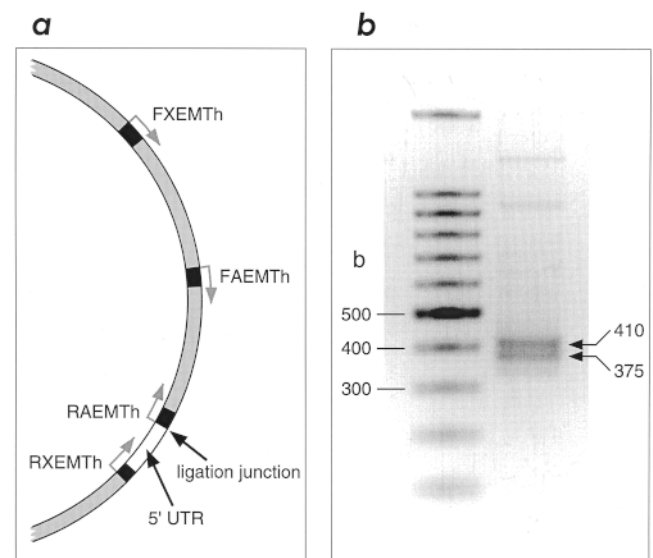 a
FXEMTh
FAEMTh
RAEMTh
RXEMTh
ligation junction
5' UTR
b
b
500
400
300
410
375